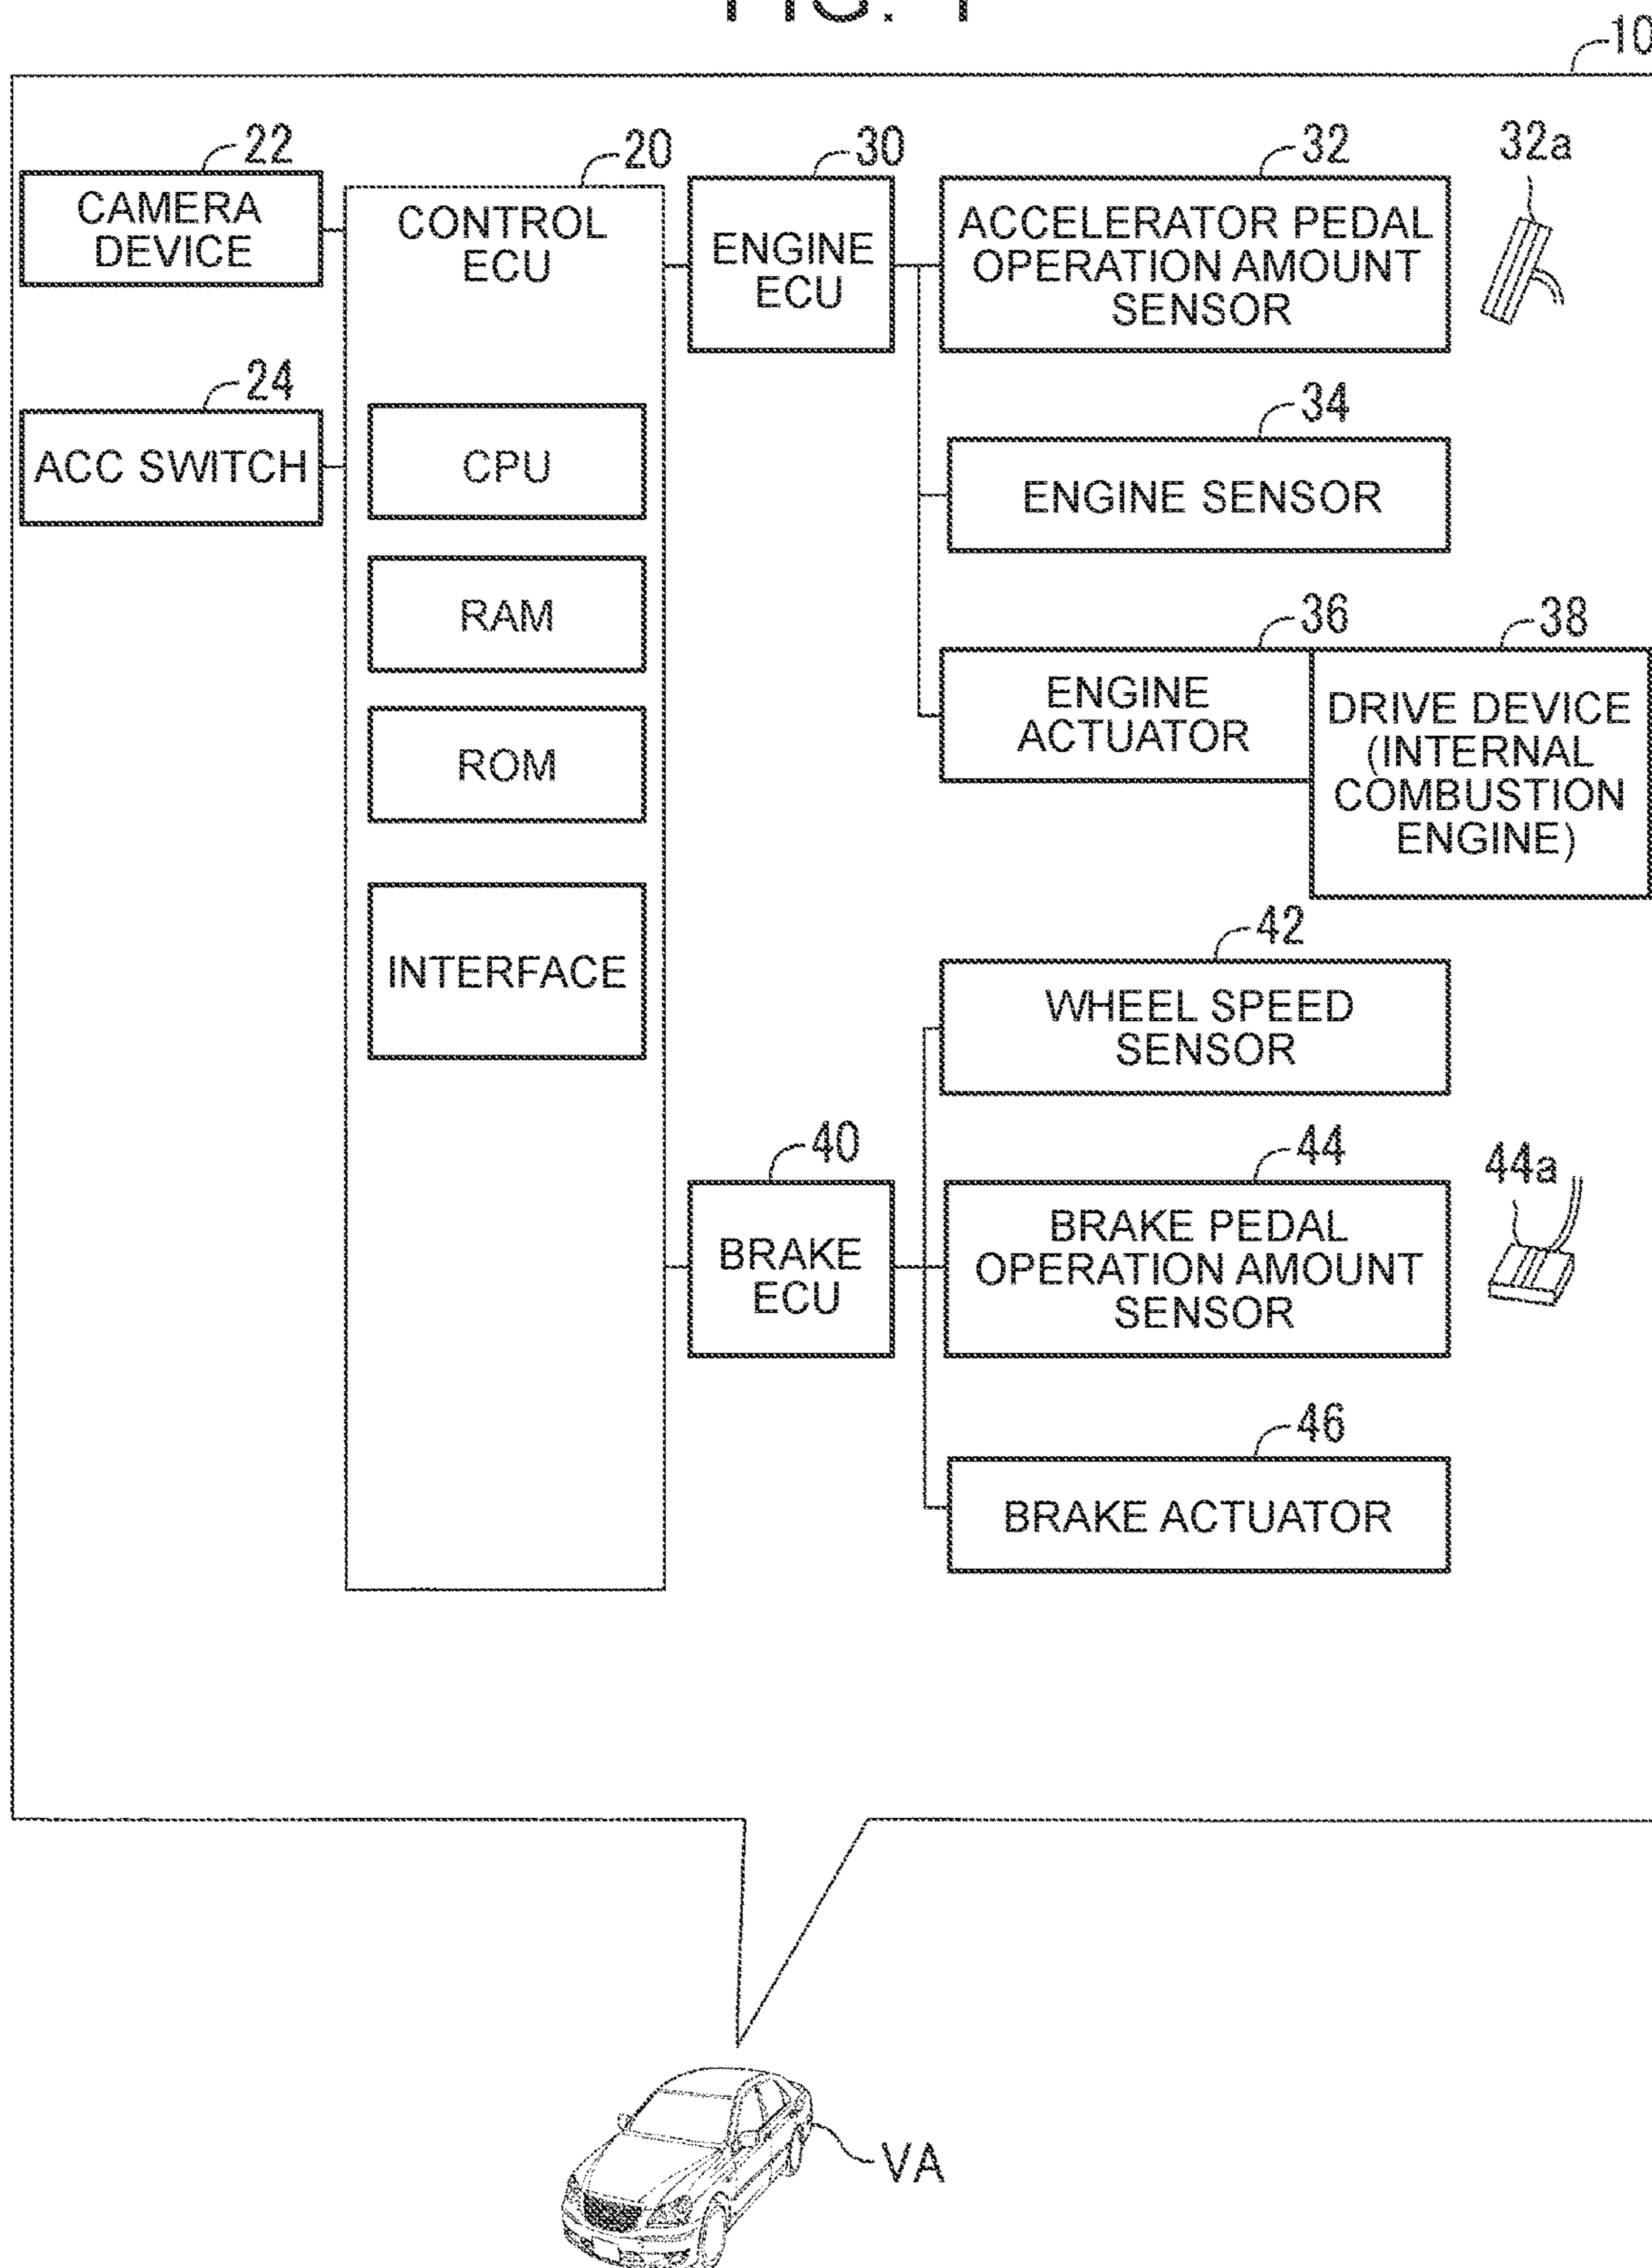 FIG. 1
10
22
CAMERA
DEVICE
24
ACC SWITCH
20
CONTROL
ECU
CPU
RAM
ROM
INTERFACE
30
ENGINE
ECU
32
ACCELERATOR PEDAL
OPERATION AMOUNT
SENSOR
32a
34
ENGINE SENSOR
36
ENGINE
ACTUATOR
38
DRIVE DEVICE
(INTERNAL
COMBUSTION
ENGINE)
40
BRAKE
ECU
42
WHEEL SPEED
SENSOR
44
BRAKE PEDAL
OPERATION AMOUNT
SENSOR
44a
46
BRAKE ACTUATOR
VA